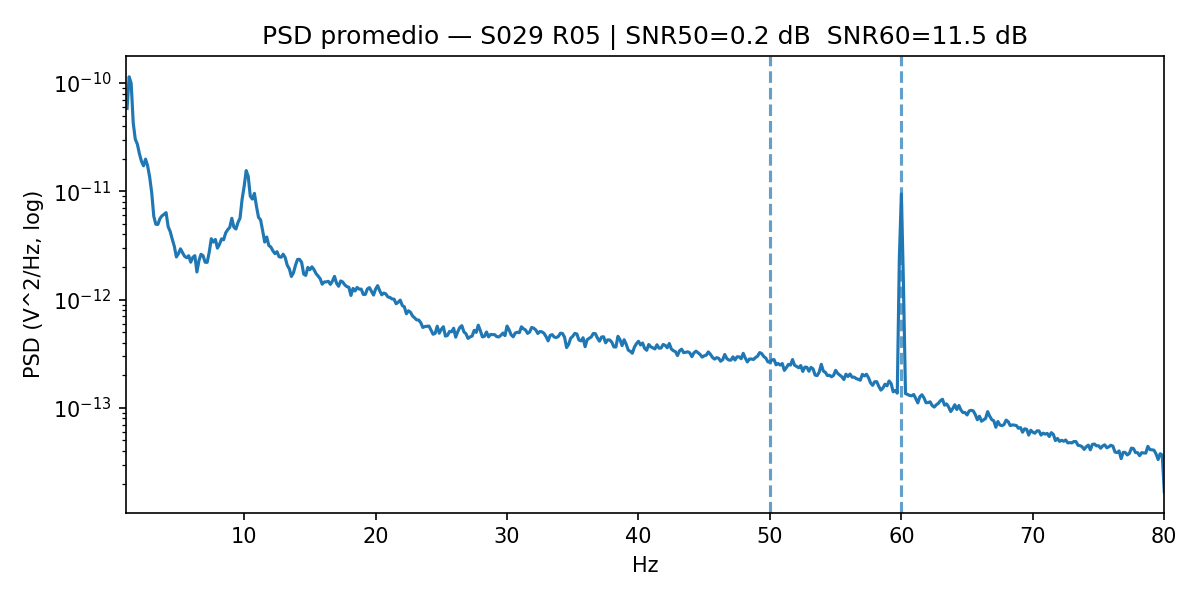 PSD promedio — S029 R05 | SNR50=0.2 dB  SNR60=11.5 dB
PSD (V^2/Hz, log)
10⁻¹⁰
10⁻¹¹
10⁻¹²
10⁻¹³
10 20 30 40 50 60 70 80
Hz